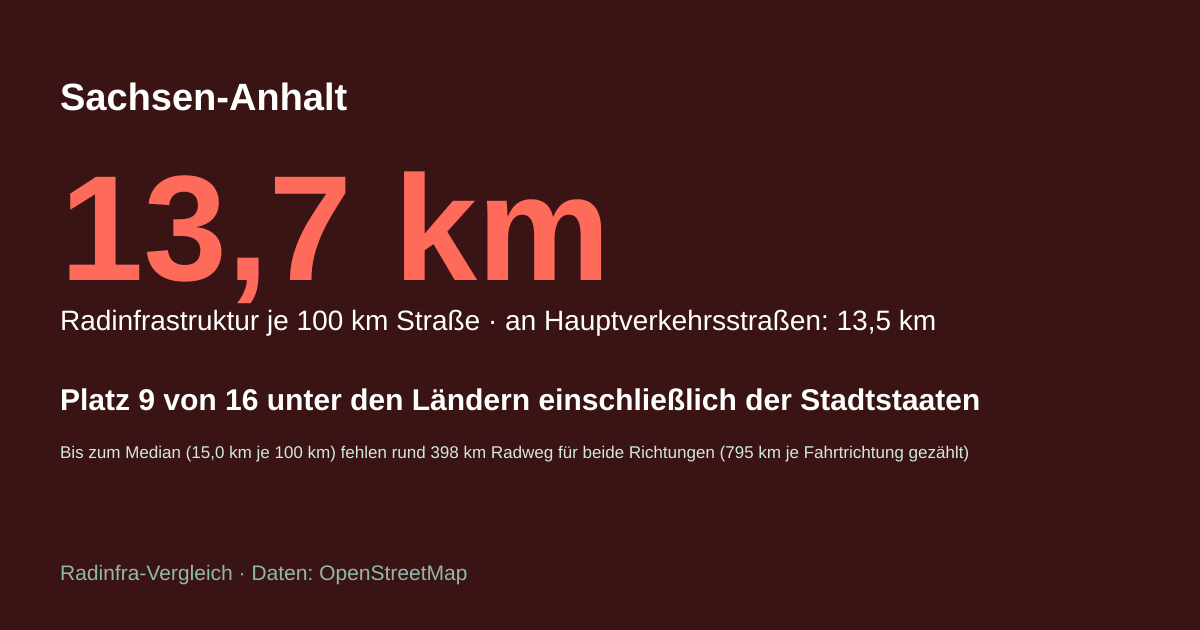 Sachsen-Anhalt
13,7 km
Radinfrastruktur je 100 km Straße · an Hauptverkehrsstraßen: 13,5 km
Platz 9 von 16 unter den Ländern einschließlich der Stadtstaaten
Bis zum Median (15,0 km je 100 km) fehlen rund 398 km Radweg für beide Richtungen (795 km je Fahrtrichtung gezählt)
Radinfra-Vergleich · Daten: OpenStreetMap